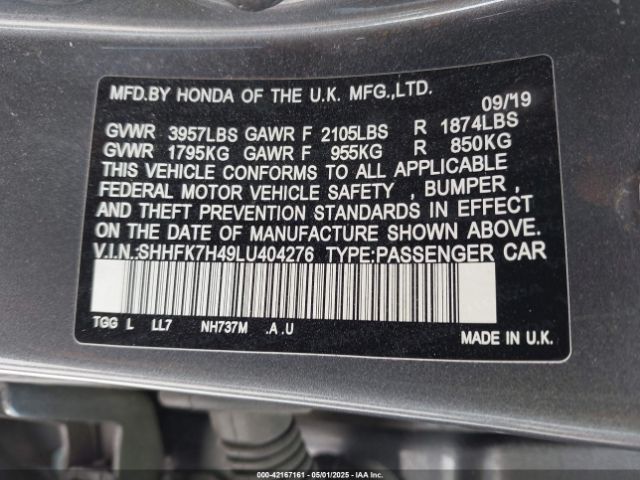 MFD.BY HONDA OF THE U.K. MFG.,LTD.
09/'19
GVWR 3957LBS GAWR F 2105LBS R 1874LBS
GVWR 1795KG GAWR F 955KG R 850KG
THIS VEHICLE CONFORMS TO ALL APPLICABLE
FEDERAL MOTOR VEHICLE SAFETY , BUMPER ,
AND THEFT PREVENTION STANDARDS IN EFFECT
ON THE DATE OF MANUFACTURE SHOWN ABOVE.
V.I.N.:SHHFK7H49LU404276 TYPE:PASSENGER CAR
TGG L LL7 NH737M .A.U
MADE IN U.K.
000-42167161 - 05/01/2025 - IAA Inc.